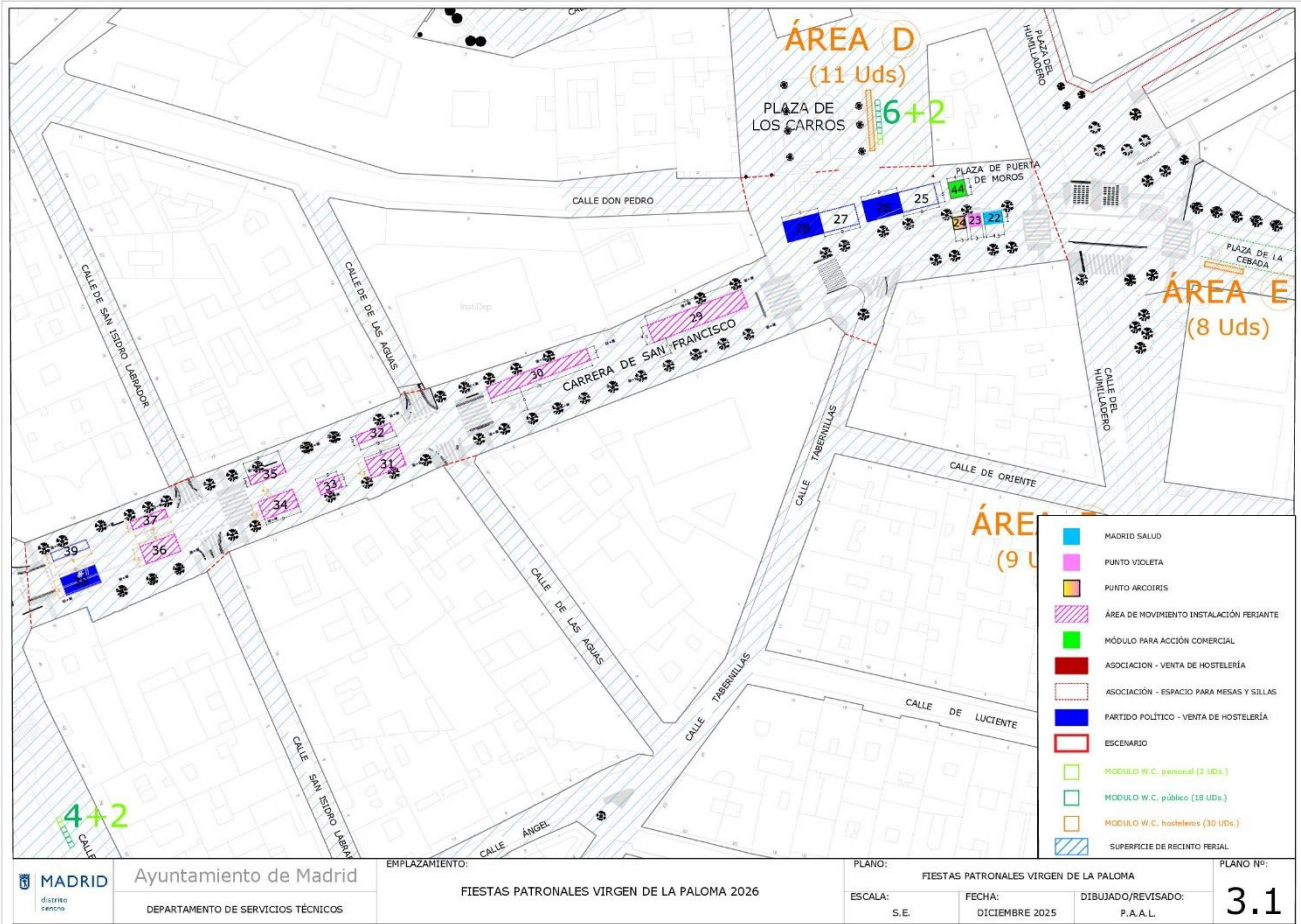 ÁREA D
(11 Uds)
PLAZA DE
LOS CARROS
6+2
PLAZA DEL
HUMILLADERO
PLAZA DE PUERTA
DE MOROS
CALLE DON PEDRO
44
25
27
24
23
22
PLAZA DE LA
CEBADA
ÁREA E
(8 Uds)
CALLE DE SAN ISIDRO LABRADOR
CALLE DE DE LAS AGUAS
29
30
CARRERA DE SAN FRANCISCO
CALLE DEL
HUMILLADERO
32
31
35
33
34
37
36
39
CALLE TABERNILLAS
CALLE DE ORIENTE
CALLE DE LAS AGUAS
CALLE TABERNILLAS
CALLE DE LUCIENTE
CALLE SAN ISIDRO LABRA
CALLE ÁNGEL
4+2
CALLE
(9 U
MADRID SALUD
PUNTO VIOLETA
PUNTO ARCOIRIS
ÁREA DE MOVIMIENTO INSTALACIÓN FERIANTE
MÓDULO PARA ACCIÓN COMERCIAL
ASOCIACION - VENTA DE HOSTELERÍA
ASOCIACIÓN - ESPACIO PARA MESAS Y SILLAS
PARTIDO POLÍTICO - VENTA DE HOSTELERÍA
ESCENARIO
MODULO W.C. personal (2 UDs.)
MODULO W.C. público (18 UDs.)
MODULO W.C. hosteleros (30 UDs.)
SUPERFICIE DE RECINTO FERIAL
MADRID
distrito
centro
Ayuntamiento de Madrid
DEPARTAMENTO DE SERVICIOS TÉCNICOS
EMPLAZAMIENTO:
FIESTAS PATRONALES VIRGEN DE LA PALOMA 2026
PLANO:
FIESTAS PATRONALES VIRGEN DE LA PALOMA
ESCALA:
S.E.
FECHA:
DICIEMBRE 2025
DIBUJADO/REVISADO:
P.A.A.L.
PLANO Nº:
3.1